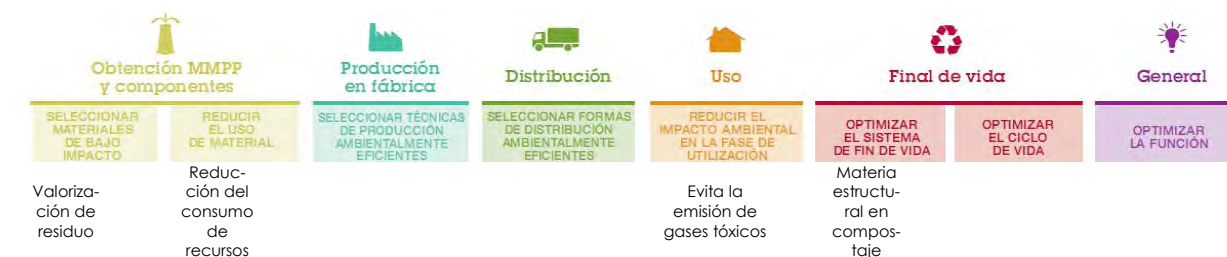 Obtención MMPP
y componentes
Producción
en fábrica
Distribución
Uso
Final de vida
General
SELECCIONAR
MATERIALES
DE BAJO
IMPACTO
REDUCIR
EL USO
DE MATERIAL
SELECCIONAR TÉCNICAS
DE PRODUCCIÓN
AMBIENTALMENTE
EFICIENTES
SELECCIONAR FORMAS
DE DISTRIBUCIÓN
AMBIENTALMENTE
EFICIENTES
REDUCIR EL
IMPACTO AMBIENTAL
EN LA FASE DE
UTILIZACIÓN
OPTIMIZAR
EL SISTEMA
DE FIN DE VIDA
OPTIMIZAR
EL CICLO
DE VIDA
OPTIMIZAR
LA FUNCIÓN
Valoriza-
ción de
residuo
Reduc-
ción del
consumo
de
recursos
Evita la
emisión de
gases tóxicos
Materia
estructu-
ral en
compos-
taje